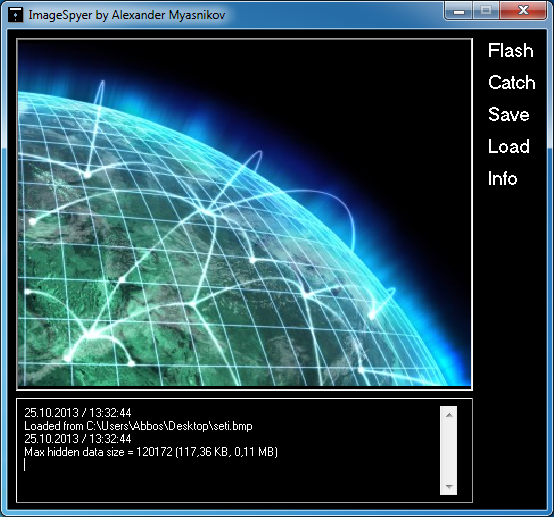 ImageSpyer by Alexander Myasnikov
Flash
Catch
Save
Load
Info
25.10.2013 / 13:32:44
Loaded from C:\Users\Abbos\Desktop\seti.bmp
25.10.2013 / 13:32:44
Max hidden data size = 120172 (117,36 KB, 0,11 MB)